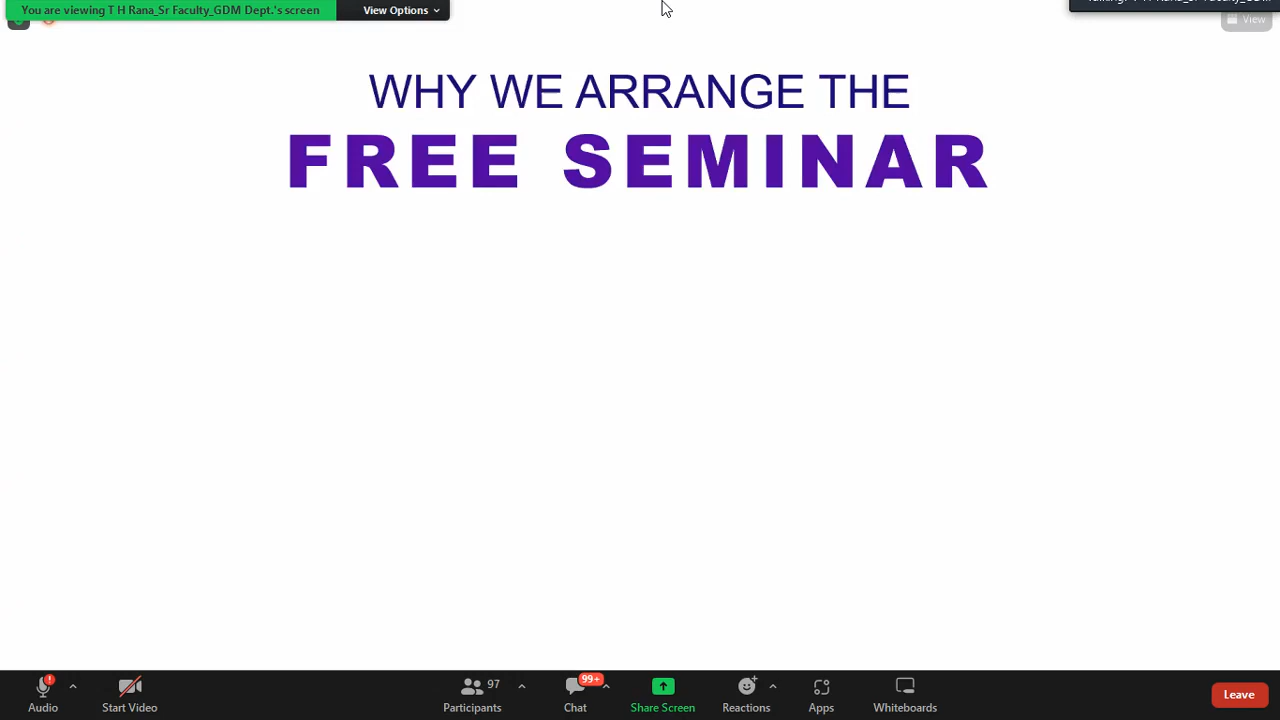 You are viewing T H Rana_Sr Faculty_GDM Dept.'s screen
View Options
View
WHY WE ARRANGE THE
FREE SEMINAR
Audio
Start Video
97
Participants
99+
Chat
Share Screen
Reactions
Apps
Whiteboards
Leave